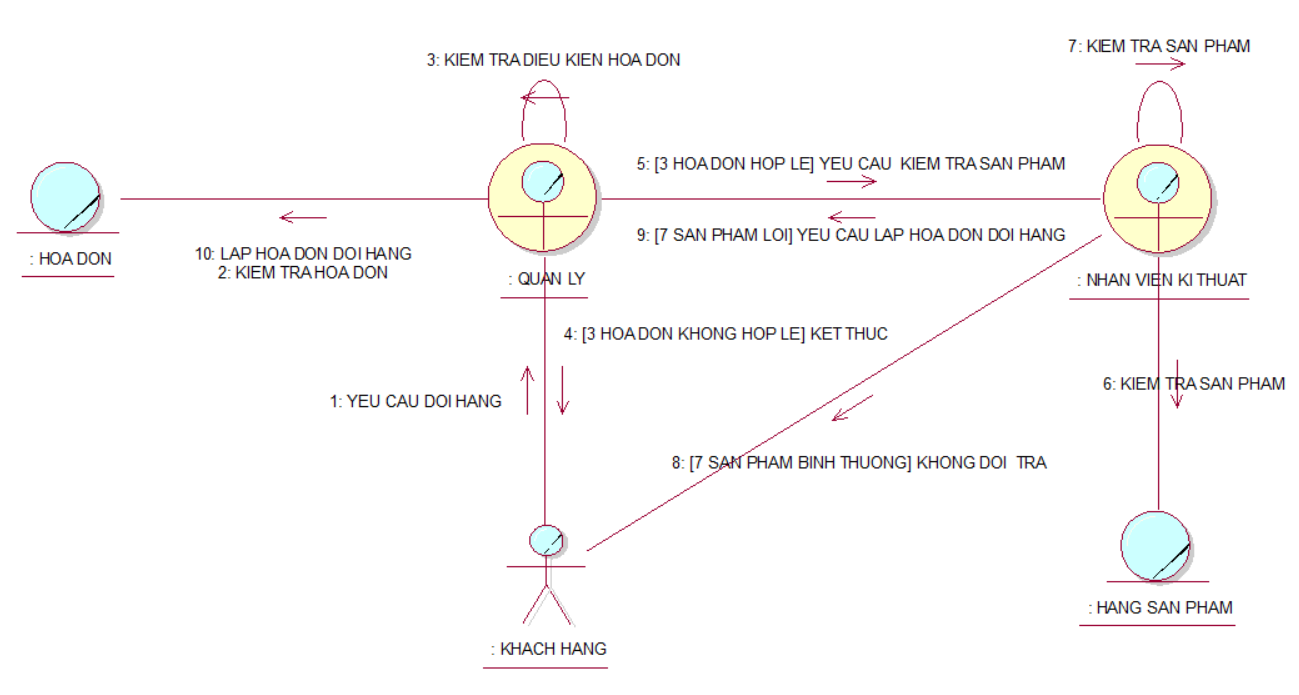 7: KIEM TRA SAN PHAM
3: KIEM TRA DIEU KIEN HOA DON
5: [3 HOA DON HOP LE] YEU CAU KIEM TRA SAN PHAM
9: [7 SAN PHAM LOI] YEU CAU LAP HOA DON DOI HANG
: HOA DON
10: LAP HOA DON DOI HANG
2: KIEM TRA HOA DON
: QUAN LY
: NHAN VIEN KI THUAT
4: [3 HOA DON KHONG HOP LE] KET THUC
6: KIEM TRA SAN PHAM
1: YEU CAU DOI HANG
8: [7 SAN PHAM BINH THUONG] KHONG DOI TRA
: HANG SAN PHAM
: KHACH HANG